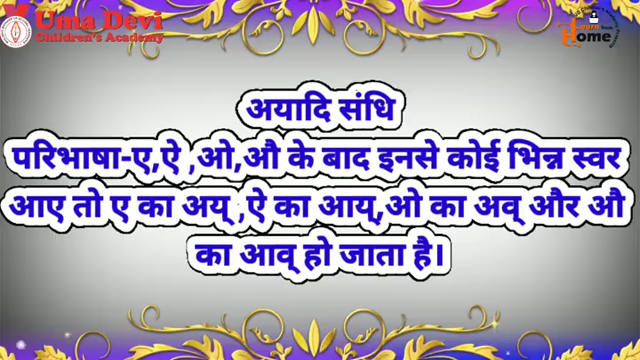 Uma Devi
Children's Academy
Home
अयादि संधि
परिभाषा-ए,ऐ ,ओ,औ के बाद इनसे कोई भिन्न स्वर
आए तो ए का अय् ,ऐ का आय्,ओ का अव् और औ
का आव् हो जाता है।